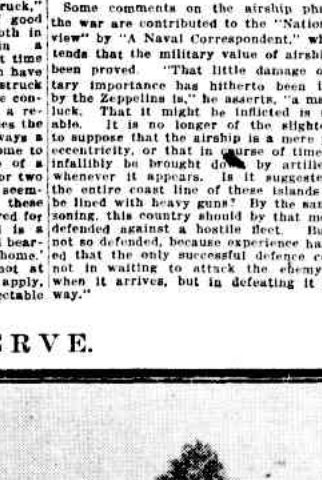 ruck,"
good
oth in
in a
t time
n have
struck
e con-
a re-
es the
ways a
ome to
e of a
or two
seem-
these
ed for
l is a
l bear-
home.'
not at
apply,
ectable
Some comments on the airship ph
the war are contributed to the "Nation
view" by "A Naval Correspondent," w
tends that the military value of airshi
been proved. "That little damage o
tary importance has hitherto been i
by the Zeppelins is," he asserts, "a ma
luck. That it might be inflicted is
able. It is no longer of the slighte
to suppose that the airship is a mere
eccentricity, or that in course of time
infallibly be brought down by artille
whenever it appears. Is it suggeste
the entire coast line of these islands
be lined with heavy guns? By the sam
soning, this country should by that me
defended against a hostile fleet. Bu
not so defended, because experience ha
ed that the only successful defence c
not in waiting to attack the enemy
when it arrives, but in defeating it
way."
ERVE.